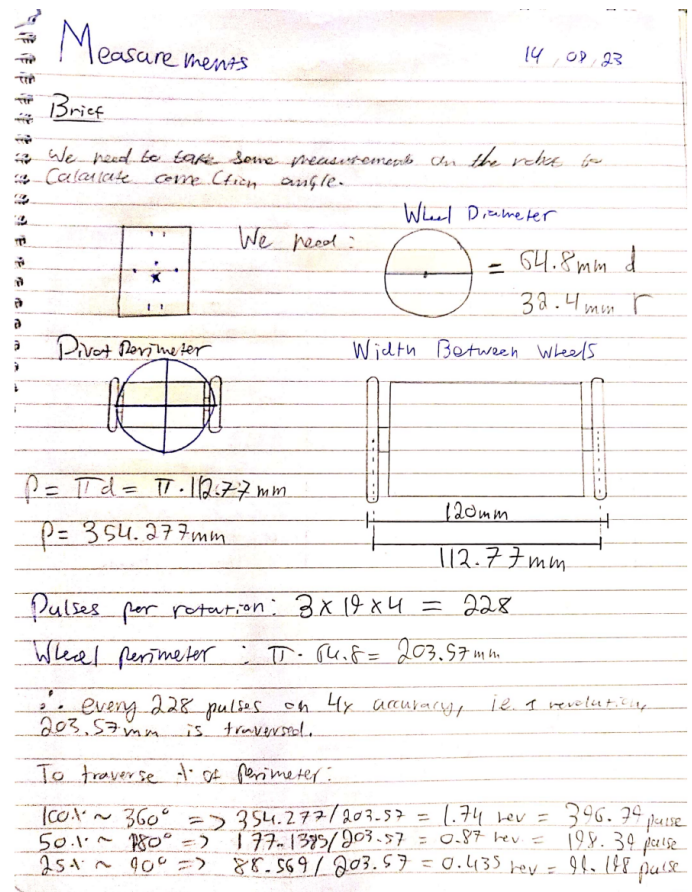 Measurements
14 , 08 , 23
Brief
We need to take some measurements on the robot to
Calculate correction angle.
We need :
Wheel Diameter
= 64.8mm d
32.4mm r
Pivot Perimeter
Width Between Wheels
P = πd = π · 112.77 mm
P = 354.277mm
120mm
112.77mm
Pulses per rotation : 3 x 19 x 4 = 228
Wheel Perimeter : π · 64.8 = 203.57mm
∴ every 228 pulses on 4x accuracy, i.e. 1 revolution,
203.57mm is traversed.
To traverse % of Perimeter :
100% ~ 360° => 354.277/203.57 = 1.74 rev = 396.79 pulse
50% ~ 180° => 177.1385/203.57 = 0.87 rev = 198.39 pulse
25% ~ 90° => 88.569/203.57 = 0.435 rev = pulse